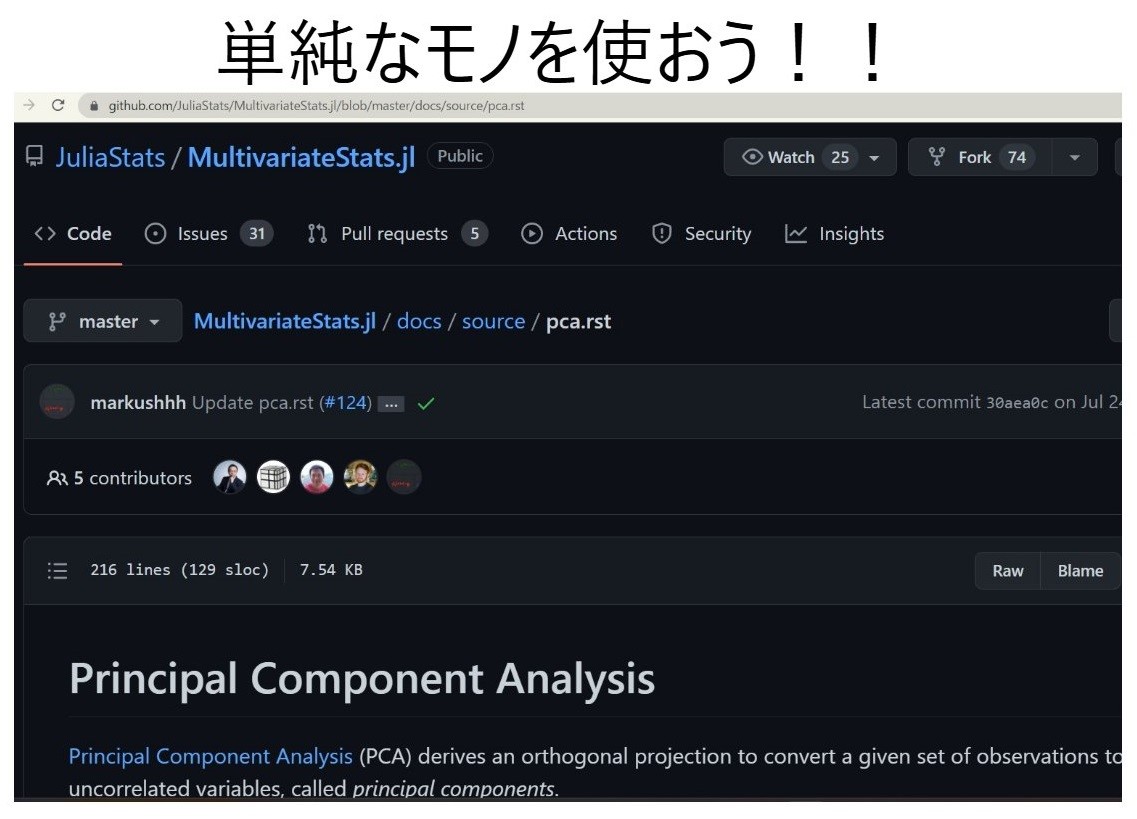 単純なモノを使おう！！
github.com/JuliaStats/MultivariateStats.jl/blob/master/docs/source/pca.rst
JuliaStats / MultivariateStats.jl Public Watch 25 Fork 74
Code Issues 31 Pull requests 5 Actions Security Insights
master MultivariateStats.jl / docs / source / pca.rst
markushhh Update pca.rst (#124) ... Latest commit 30aea0c on Jul 24
5 contributors
216 lines (129 sloc) 7.54 KB Raw Blame
Principal Component Analysis
Principal Component Analysis (PCA) derives an orthogonal projection to convert a given set of observations to
uncorrelated variables, called principal components.